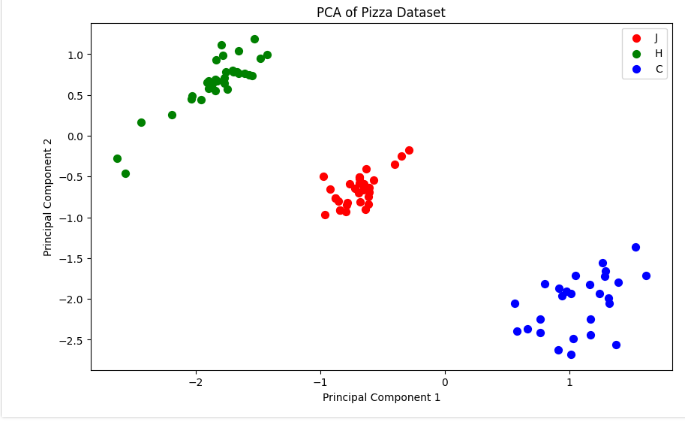 PCA of Pizza Dataset
J
H
C
1.0
0.5
0.0
−0.5
−1.0
−1.5
−2.0
−2.5
Principal Component 2
−2 −1 0 1
Principal Component 1